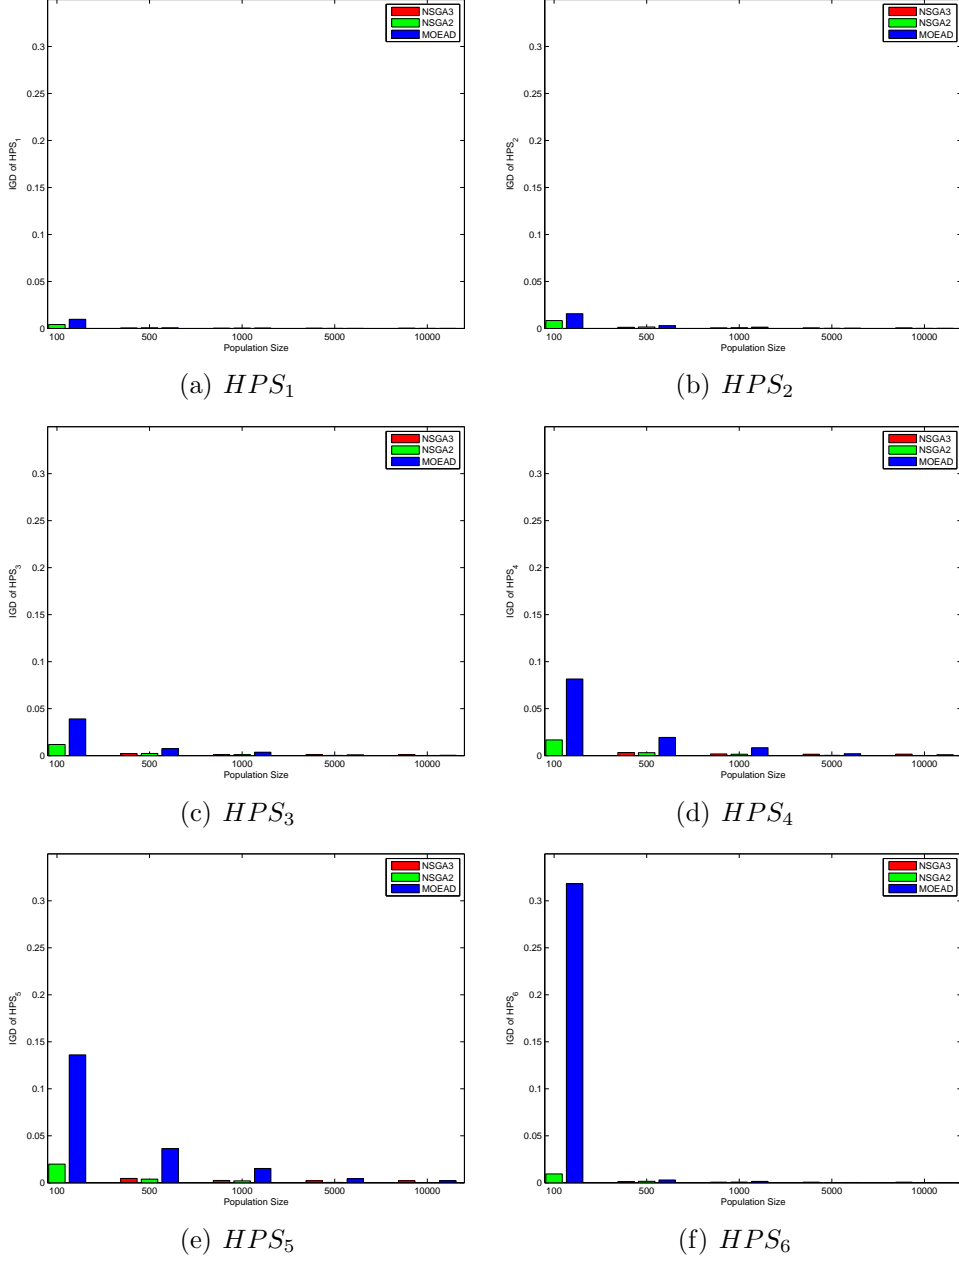 NSGA3
NSGA2
MOEAD
0.3
0.25
0.2
0.15
0.1
0.05
0
IGD of HPS1
100 500 1000 5000 10000
Population Size
(a) HPS1
NSGA3
NSGA2
MOEAD
0.3
0.25
0.2
0.15
0.1
0.05
0
IGD of HPS2
100 500 1000 5000 10000
Population Size
(b) HPS2
NSGA3
NSGA2
MOEAD
0.3
0.25
0.2
0.15
0.1
0.05
0
IGD of HPS3
100 500 1000 5000 10000
Population Size
(c) HPS3
NSGA3
NSGA2
MOEAD
0.3
0.25
0.2
0.15
0.1
0.05
0
IGD of HPS4
100 500 1000 5000 10000
Population Size
(d) HPS4
NSGA3
NSGA2
MOEAD
0.3
0.25
0.2
0.15
0.1
0.05
0
IGD of HPS5
100 500 1000 5000 10000
Population Size
(e) HPS5
NSGA3
NSGA2
MOEAD
0.3
0.25
0.2
0.15
0.1
0.05
0
IGD of HPS6
100 500 1000 5000 10000
Population Size
(f) HPS6